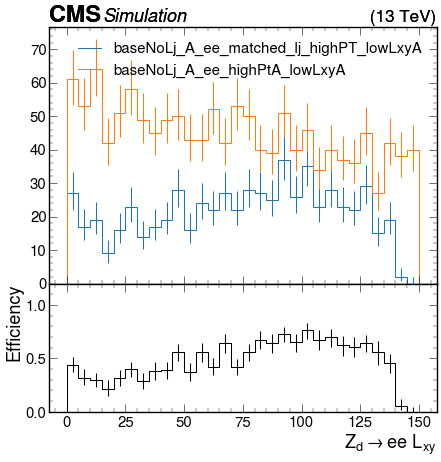 CMS Simulation (13 TeV)
baseNoLj_A_ee_matched_lj_highPT_lowLxyA
baseNoLj_A_ee_highPtA_lowLxyA
70
60
50
40
30
20
10
0
Efficiency
1.0
0.5
0.0
0 25 50 75 100 125 150
Z_d → ee L_xy